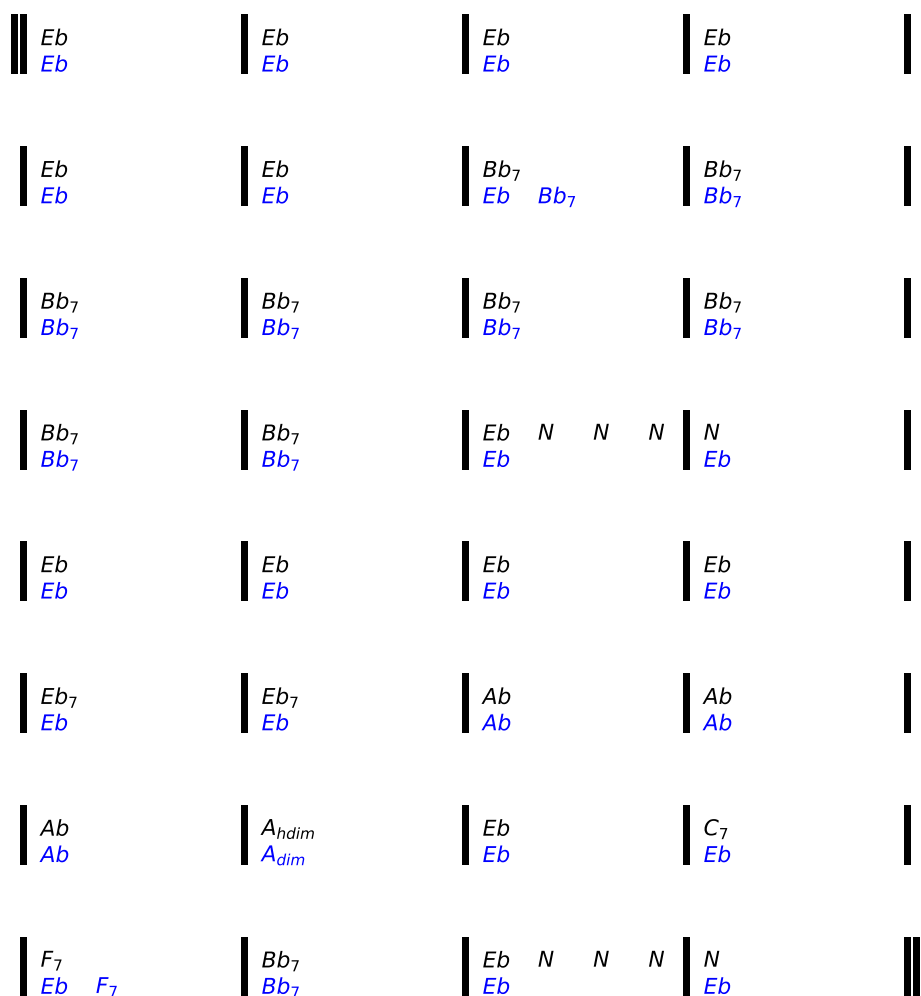 Eb Eb Eb Eb
Eb Eb Eb Eb
Eb Eb Bb7 Bb7
Eb Eb Eb Bb7 Bb7
Bb7 Bb7 Bb7 Bb7
Bb7 Bb7 Bb7 Bb7
Bb7 Bb7 Eb N N N N
Bb7 Bb7 Eb Eb
Eb Eb Eb Eb
Eb Eb Eb Eb
Eb7 Eb7 Ab Ab
Eb Eb Ab Ab
Ab Ahdim Eb C7
Ab Adim Eb Eb
F7 Bb7 Eb N N N N
Eb F7 Bb7 Eb Eb